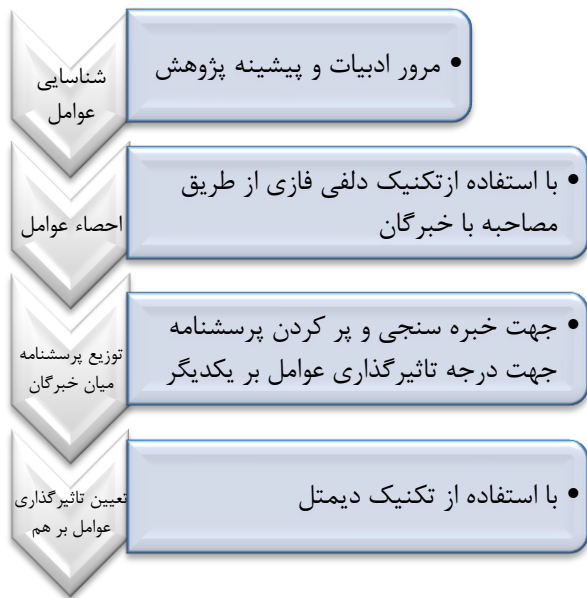 شناسایی
عوامل
• مرور ادبیات و پیشینه پژوهش
احصاء عوامل
• با استفاده ازتکنیک دلفی فازی از طریق
مصاحبه با خبرگان
توزیع پرسشنامه
میان خبرگان
• جهت خبره سنجی و پر کردن پرسشنامه
جهت درجه تاثیرگذاری عوامل بر یکدیگر
تعیین تاثیرگذاری
عوامل بر هم
• با استفاده از تکنیک دیمتل